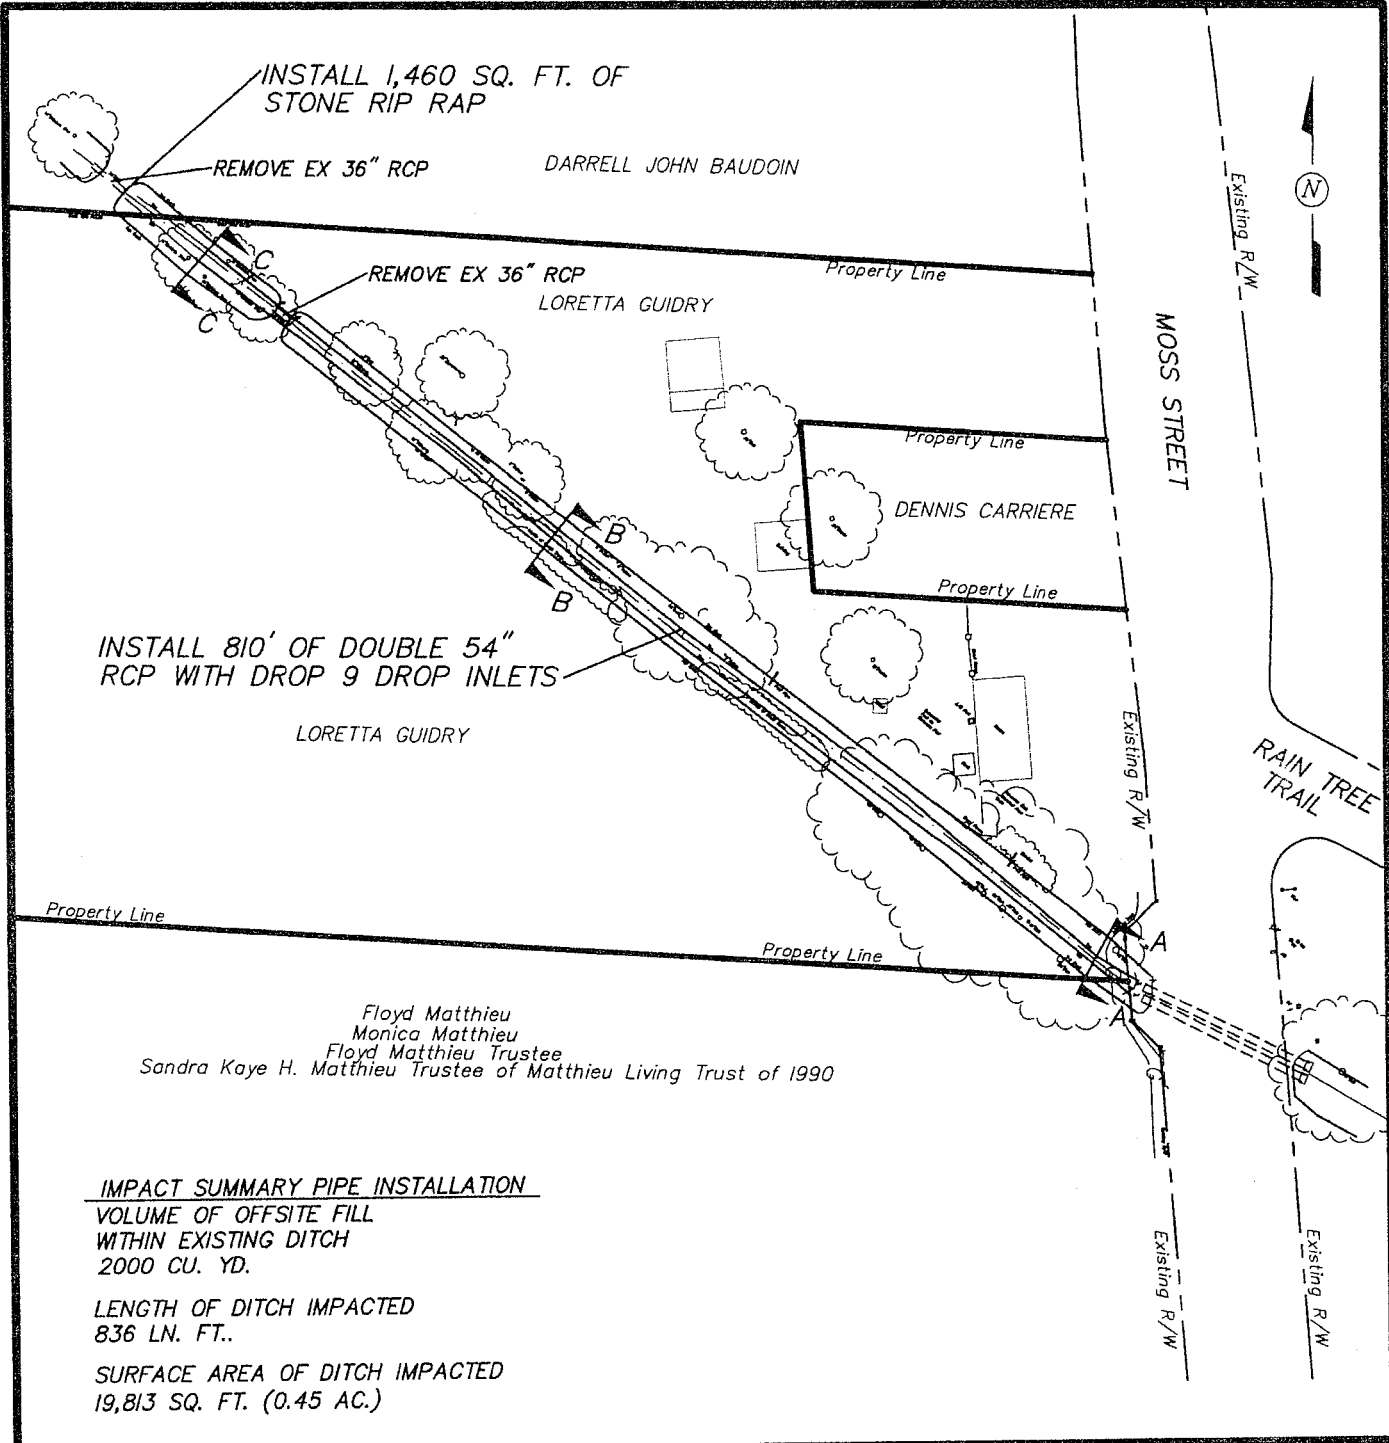 INSTALL 1,460 SQ. FT. OF
STONE RIP RAP
REMOVE EX 36" RCP
DARRELL JOHN BAUDOIN
Existing R/W
N
C
REMOVE EX 36" RCP
Property Line
LORETTA GUIDRY
C
MOSS STREET
Property Line
DENNIS CARRIERE
B
Property Line
B
INSTALL 810' OF DOUBLE 54"
RCP WITH DROP 9 DROP INLETS
LORETTA GUIDRY
Existing R/W
RAIN TREE
TRAIL
Property Line
Property Line
A
A
Floyd Matthieu
Monica Matthieu
Floyd Matthieu Trustee
Sandra Kaye H. Matthieu Trustee of Matthieu Living Trust of 1990
G
IMPACT SUMMARY PIPE INSTALLATION
VOLUME OF OFFSITE FILL
WITHIN EXISTING DITCH
2000 CU. YD.
Existing R/W
Existing R/W
LENGTH OF DITCH IMPACTED
836 LN. FT..
SURFACE AREA OF DITCH IMPACTED
19,813 SQ. FT. (0.45 AC.)